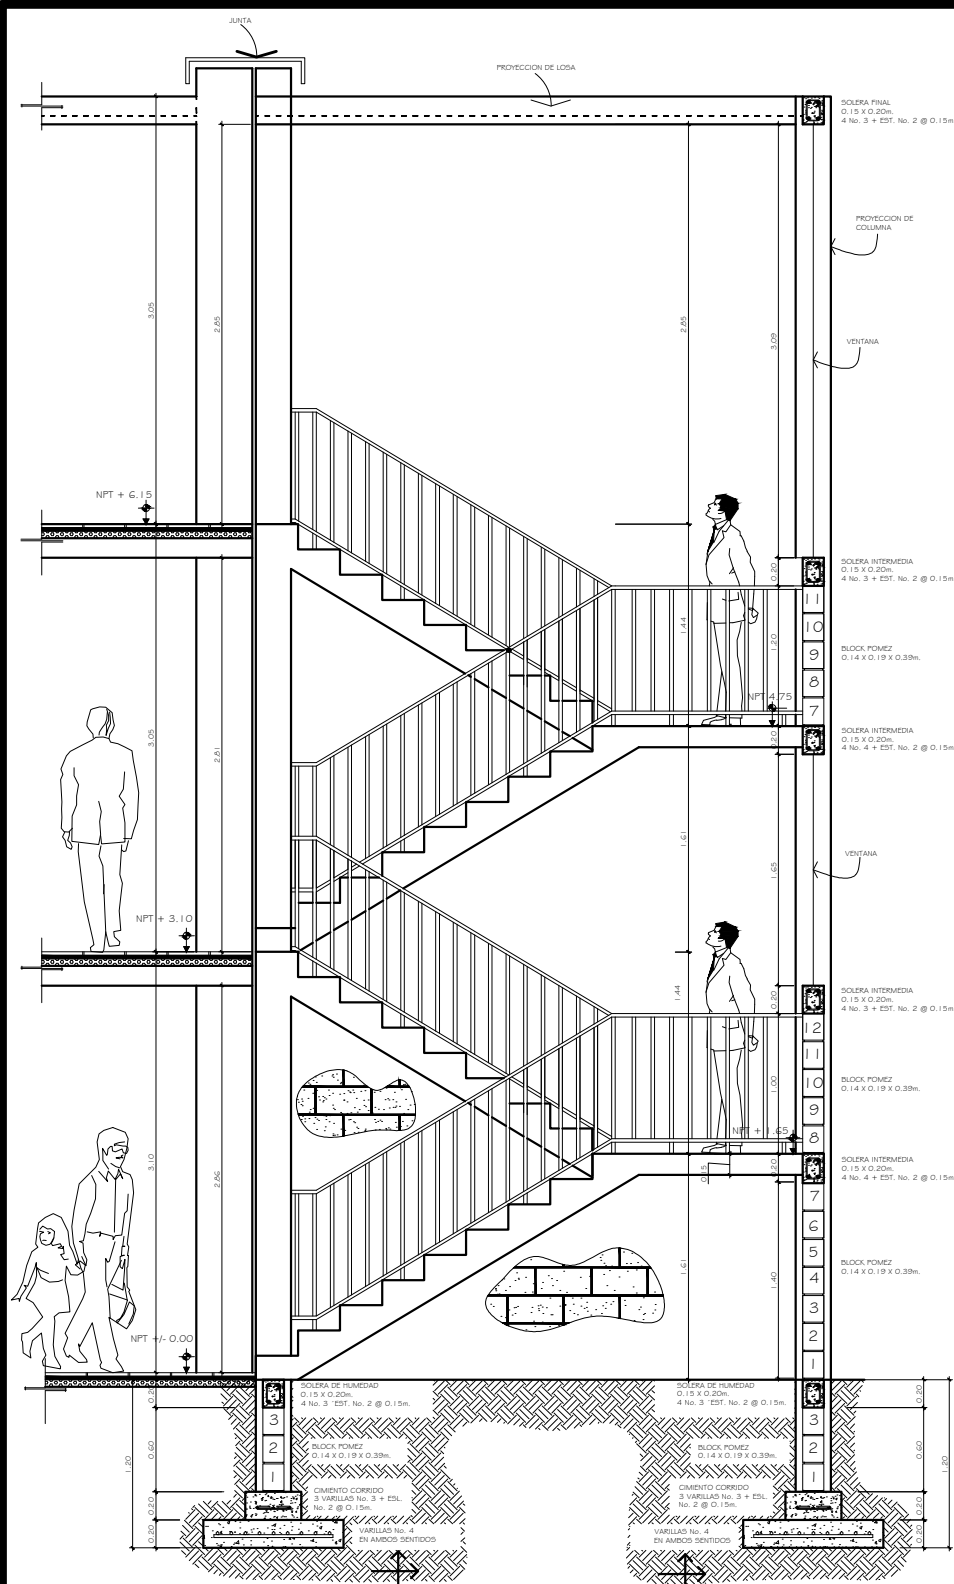 JUNTA
PROYECCION DE LOSA
SOLERA FINAL
0.15 X 0.20m.
4 No. 3 + EST. No. 2 @ 0.15m
PROYECCION DE
COLUMNA
VENTANA
3.05
2.85
2.85
3.09
NPT + 6.15
SOLERA INTERMEDIA
0.15 X 0.20m.
4 No. 3 + EST. No. 2 @ 0.15m
0.20
11
10
9
8
7
1.44
1.20
BLOCK POMEZ
0.14 X 0.19 X 0.39m.
NPT 4.75
SOLERA INTERMEDIA
0.15 X 0.20m.
4 No. 4 + EST. No. 2 @ 0.15m
0.20
3.05
2.81
1.61
1.65
VENTANA
NPT + 3.10
SOLERA INTERMEDIA
0.15 X 0.20m.
4 No. 3 + EST. No. 2 @ 0.15m
0.20
1.44
12
11
10
9
8
1.00
BLOCK POMEZ
0.14 X 0.19 X 0.39m.
NPT + 1.65
SOLERA INTERMEDIA
0.15 X 0.20m.
4 No. 4 + EST. No. 2 @ 0.15m
0.15
0.20
3.10
2.86
7
6
5
4
3
2
1
BLOCK POMEZ
0.14 X 0.19 X 0.39m.
1.61
1.40
NPT +/- 0.00
SOLERA DE HUMEDAD
0.15 X 0.20m.
4 No. 3 +EST. No. 2 @ 0.15m.
SOLERA DE HUMEDAD
0.15 X 0.20m.
4 No. 3 +EST. No. 2 @ 0.15m.
0.20
0.20
3
2
1
3
2
1
BLOCK POMEZ
0.14 X 0.19 X 0.39m.
BLOCK POMEZ
0.14 X 0.19 X 0.39m.
1.20
0.60
0.60
1.20
CIMIENTO CORRIDO
3 VARILLAS No. 3 + ESL.
No. 2 @ 0.15m.
CIMIENTO CORRIDO
3 VARILLAS No. 3 + ESL.
No. 2 @ 0.15m.
0.20
0.20
VARILLAS No. 4
EN AMBOS SENTIDOS
VARILLAS No. 4
EN AMBOS SENTIDOS
0.20
0.20